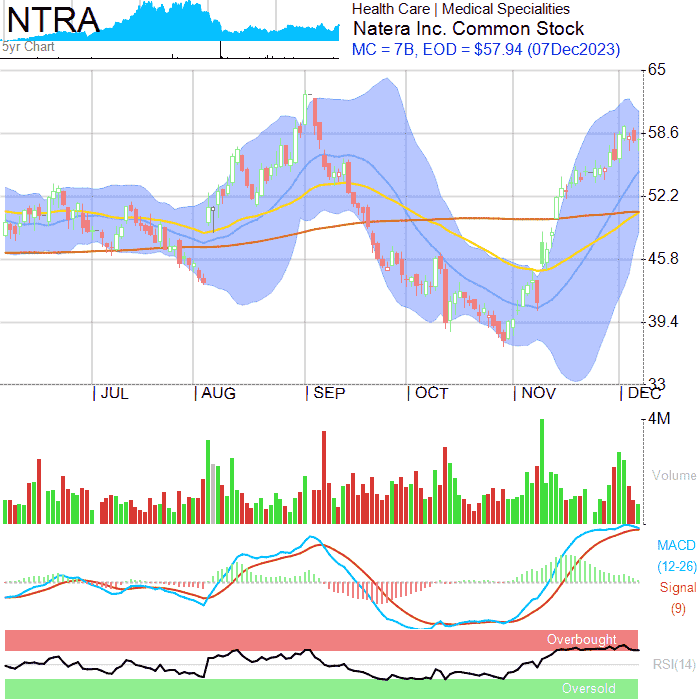 NTRA
5yr Chart
Health Care | Medical Specialities
Natera Inc. Common Stock
MC = 7B, EOD = $57.94 (07Dec2023)
65
58.6
52.2
45.8
39.4
33
JUL
AUG
SEP
OCT
NOV
DEC
4M
Volume
MACD
(12-26)
Signal
(9)
Overbought
RSI(14)
Oversold